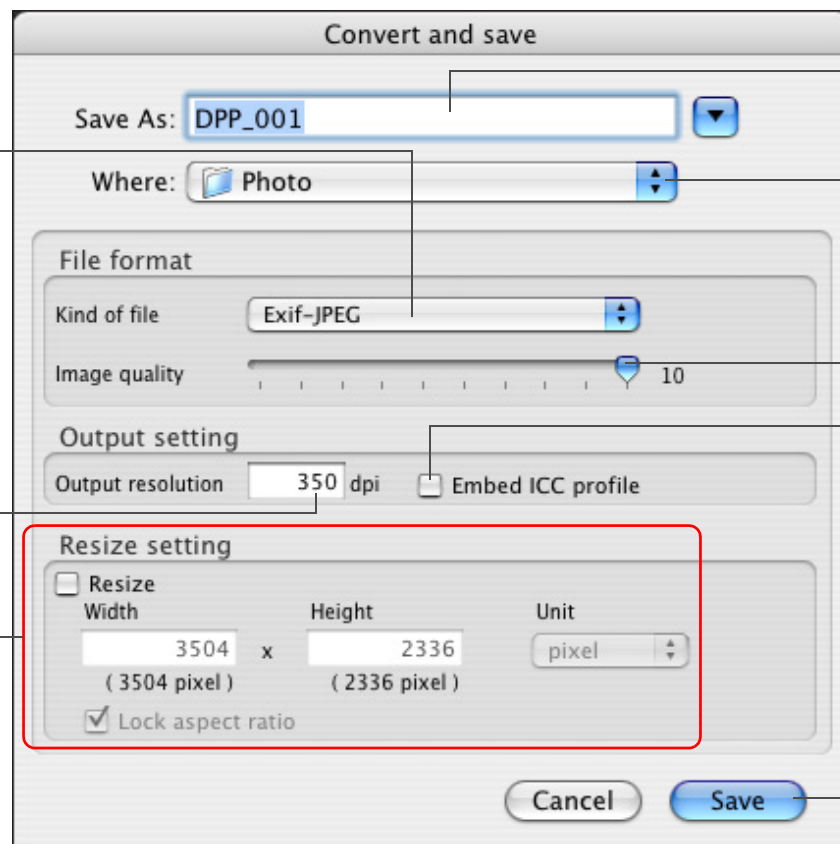 Convert and save
Save As: DPP_001
Where: Photo
File format
Kind of file Exif-JPEG
Image quality 10
Output setting
Output resolution 350 dpi Embed ICC profile
Resize setting
Resize
Width Height Unit
3504 x 2336 pixel
( 3504 pixel ) ( 2336 pixel )
Lock aspect ratio
Cancel Save